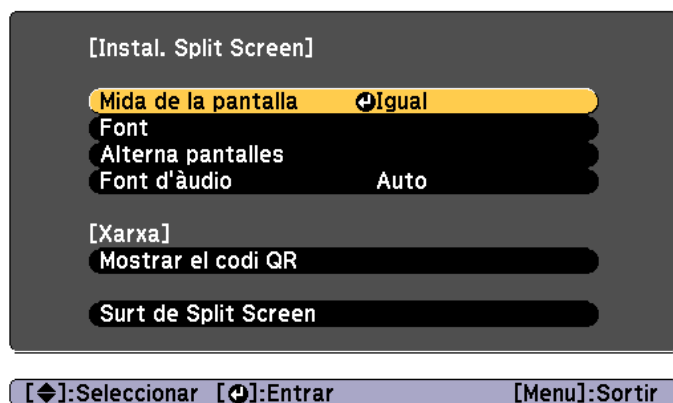 [Instal. Split Screen]
Mida de la pantalla Igual
Font
Alterna pantalles
Font d'àudio Auto
[Xarxa]
Mostrar el codi QR
Surt de Split Screen
[◆]:Seleccionar [⏎]:Entrar [Menu]:Sortir